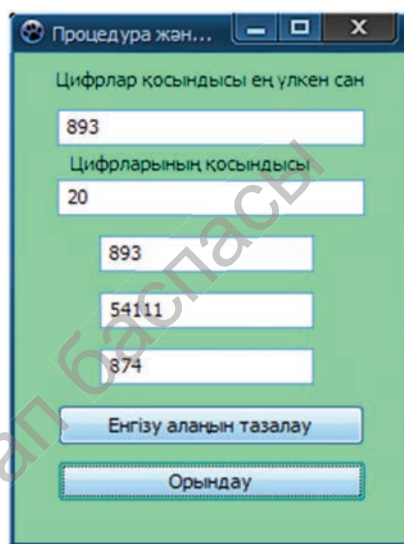 Процедура жән...
Цифрлар қосындысы ең үлкен сан
893
Цифрларының қосындысы
20
893
54111
874
Енгізу алаңын тазалау
Орындау